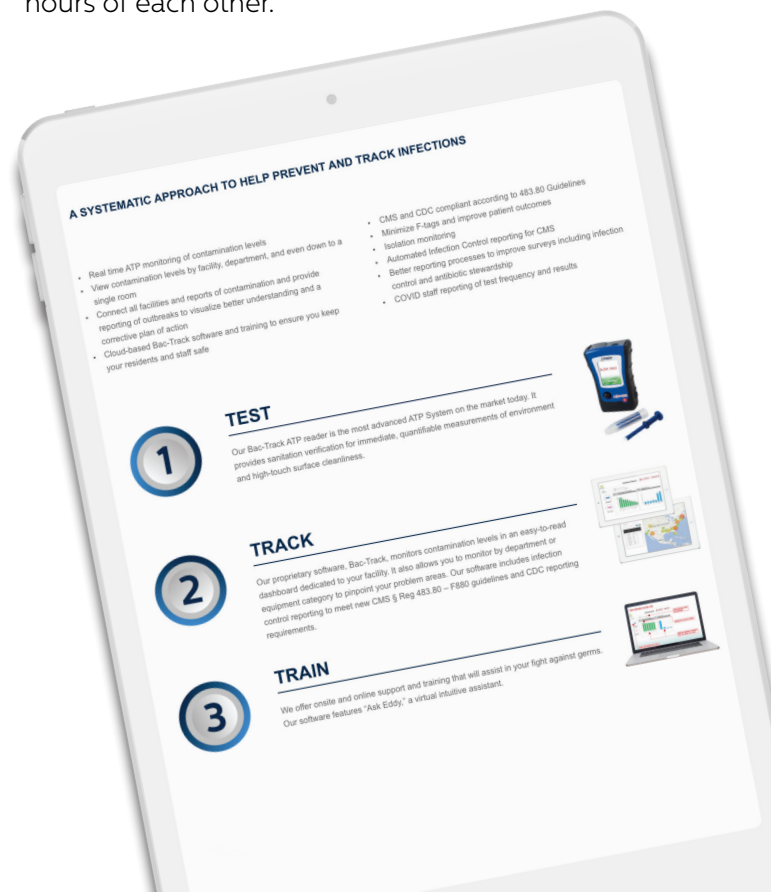 hours of each other.
A SYSTEMATIC APPROACH TO HELP PREVENT AND TRACK INFECTIONS
• Real time ATP monitoring of contamination levels
• View contamination levels by facility, department, and even down to a
single room
• Connect all facilities and reports of contamination and provide
reporting of outbreaks to visualize better understanding and a
corrective plan of action
• Cloud-based Bac-Track software and training to ensure you keep
your residents and staff safe
• CMS and CDC compliant according to 483.80 Guidelines
• Minimize F-tags and improve patient outcomes
• Isolation monitoring
• Automated Infection Control reporting for CMS
• Better reporting processes to improve surveys including infection
control and antibiotic stewardship
• COVID staff reporting of test frequency and results
1
TEST
Our Bac-Track ATP reader is the most advanced ATP System on the market today. It
provides sanitation verification for immediate, quantifiable measurements of environment
and high-touch surface cleanliness.
2
TRACK
Our proprietary software, Bac-Track, monitors contamination levels in an easy-to-read
dashboard dedicated to your facility. It also allows you to monitor by department or
equipment category to pinpoint your problem areas. Our software includes infection
control reporting to meet new CMS § Reg 483.80 – F880 guidelines and CDC reporting
requirements.
3
TRAIN
We offer onsite and online support and training that will assist in your fight against germs.
Our software features “Ask Eddy,” a virtual intuitive assistant.